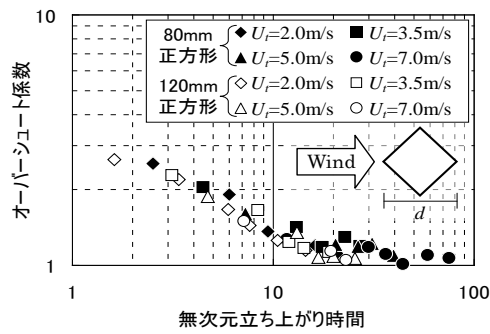 10
80mm 正方形 ◆ Ut=2.0m/s ■ Ut=3.5m/s
▲ Ut=5.0m/s ● Ut=7.0m/s
120mm 正方形 ◇ Ut=2.0m/s □ Ut=3.5m/s
△ Ut=5.0m/s ○ Ut=7.0m/s
オーバーシュート係数
Wind
d
1
1 10 100
無次元立ち上がり時間